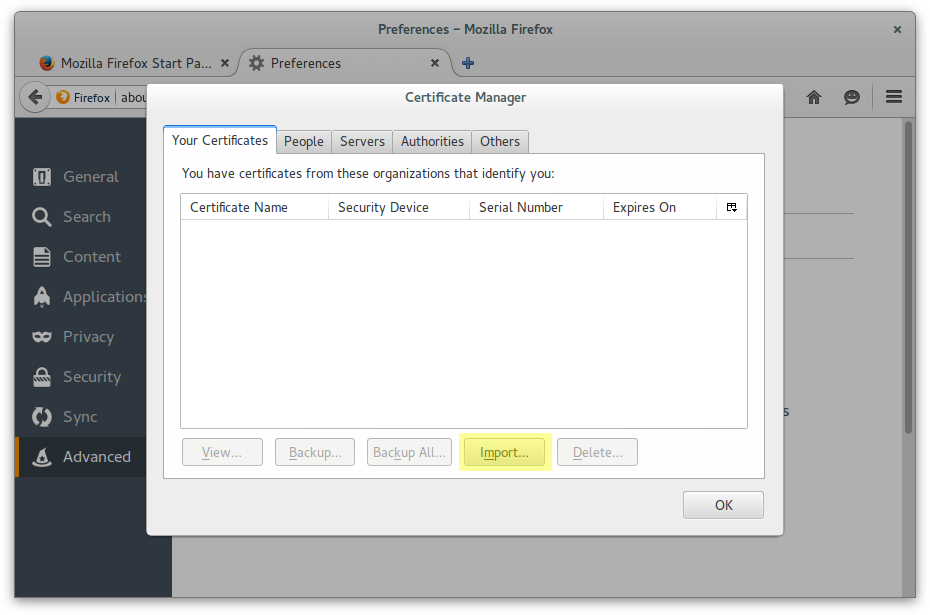 Preferences – Mozilla Firefox
Mozilla Firefox Start Pa...
Preferences
Firefox
abou
Certificate Manager
Your Certificates
People
Servers
Authorities
Others
You have certificates from these organizations that identify you:
Certificate Name
Security Device
Serial Number
Expires On
General
Search
Content
Applications
Privacy
Security
Sync
Advanced
s
View...
Backup...
Backup All...
Import...
Delete...
OK